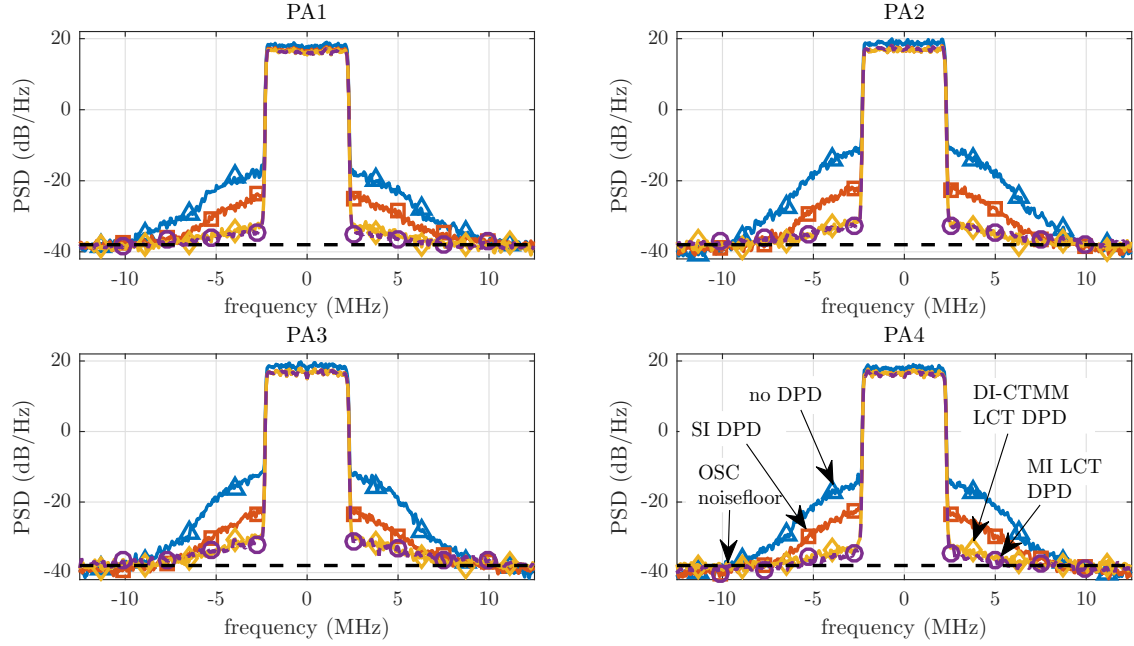 PA1
20
0
-20
-40
PSD (dB/Hz)
-10 -5 0 5 10
frequency (MHz)
PA2
20
0
-20
-40
PSD (dB/Hz)
-10 -5 0 5 10
frequency (MHz)
PA3
20
0
-20
-40
PSD (dB/Hz)
-10 -5 0 5 10
frequency (MHz)
PA4
20
0
-20
-40
PSD (dB/Hz)
no DPD
SI DPD
OSC
noisefloor
DI-CTMM
LCT DPD
MI LCT
DPD
-10 -5 0 5 10
frequency (MHz)